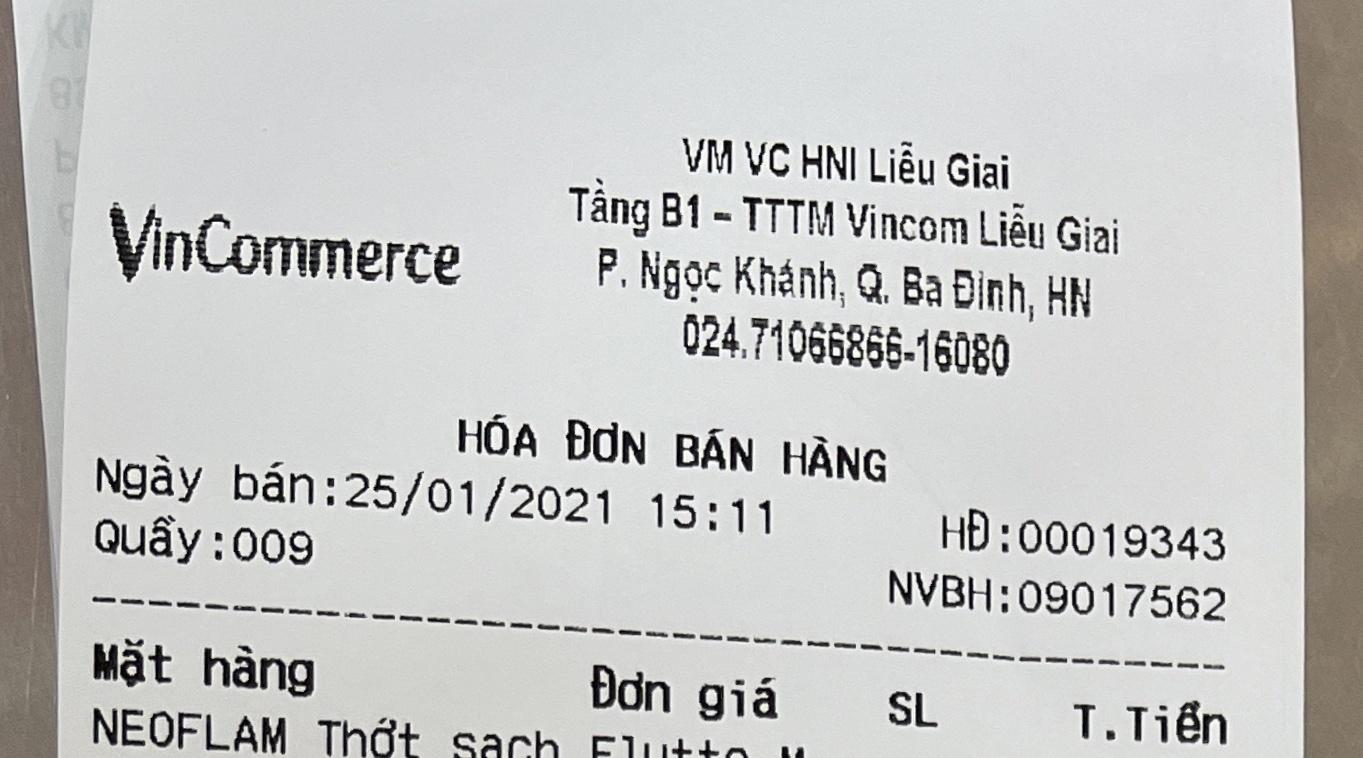 VinCommerce
VM VC HNI Liễu Giai
Tầng B1 - TTTM Vincom Liễu Giai
P. Ngọc Khánh, Q. Ba Đình, HN
024.71066866-16080
HÓA ĐƠN BÁN HÀNG
Ngày bán:25/01/2021 15:11 HĐ:00019343
Quầy:009 NVBH:09017562
Mặt hàng Đơn giá SL T.Tiền
NEOFLAM Thớt sạch Flutto M